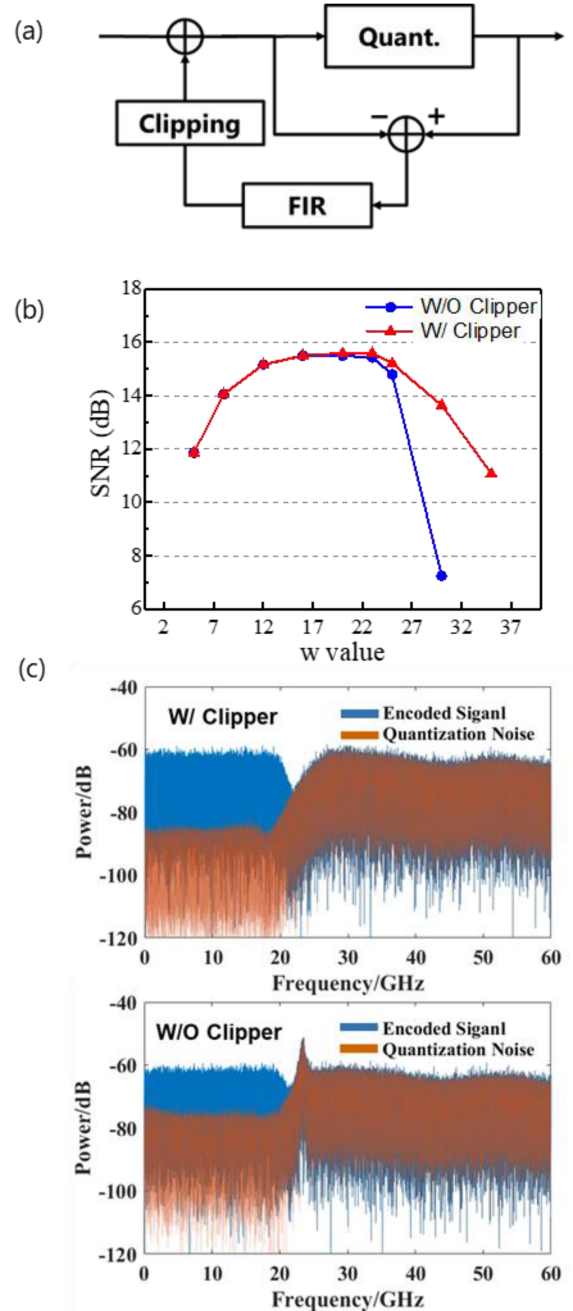 (a)
Quant.
Clipping
− +
FIR
(b)
18
16
14
12
10
8
6
SNR (dB)
W/O Clipper
W/ Clipper
2 7 12 17 22 27 32 37
w value
(c)
-40
-60
-80
-100
-120
Power/dB
W/ Clipper
Encoded Siganl
Quantization Noise
0 10 20 30 40 50 60
Frequency/GHz
-40
-60
-80
-100
-120
Power/dB
W/O Clipper
Encoded Siganl
Quantization Noise
0 10 20 30 40 50 60
Frequency/GHz